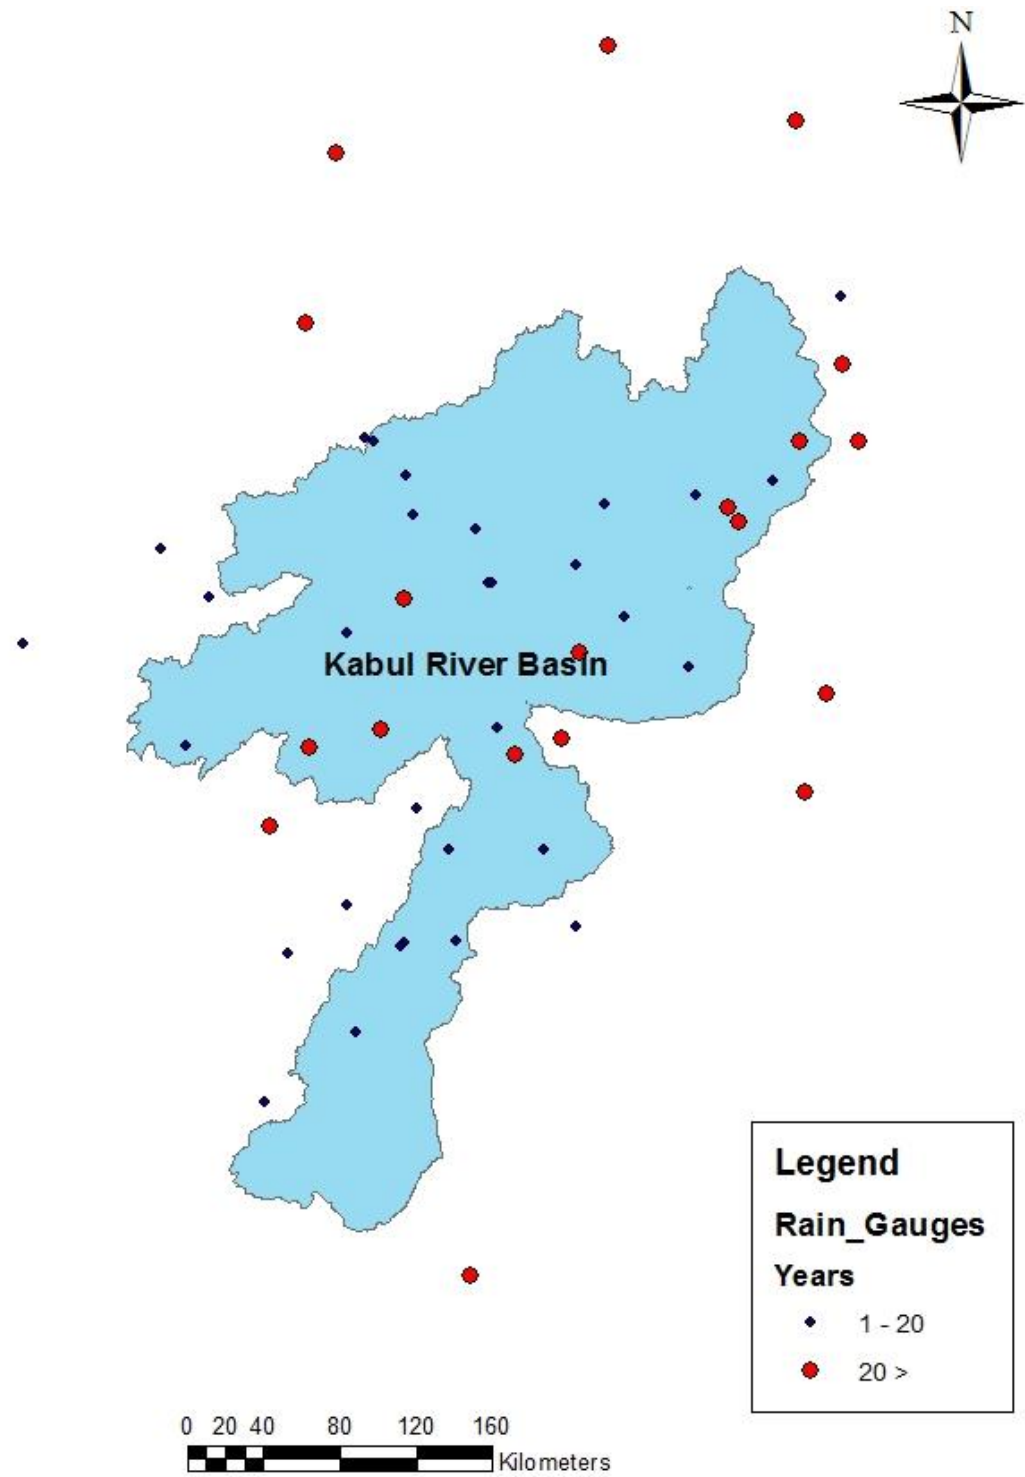 N
Kabul River Basin
Legend
Rain_Gauges
Years
1 - 20
20 >
0 20 40 80 120 160
Kilometers